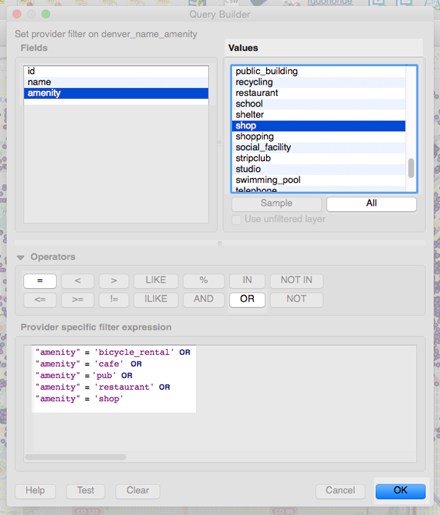 Query Builder
Set provider filter on denver_name_amenity
Fields
Values
id
name
amenity
public_building
recycling
restaurant
school
shelter
shop
shopping
social_facility
stripclub
studio
swimming_pool
telephone
Sample
All
Use unfiltered layer
Operators
= < > LIKE % IN NOT IN
<= >= != ILIKE AND OR NOT
Provider specific filter expression
"amenity" = 'bicycle_rental' OR
"amenity" = 'cafe' OR
"amenity" ='pub' OR
"amenity" = 'restaurant' OR
"amenity" = 'shop'
Help
Test
Clear
Cancel
OK